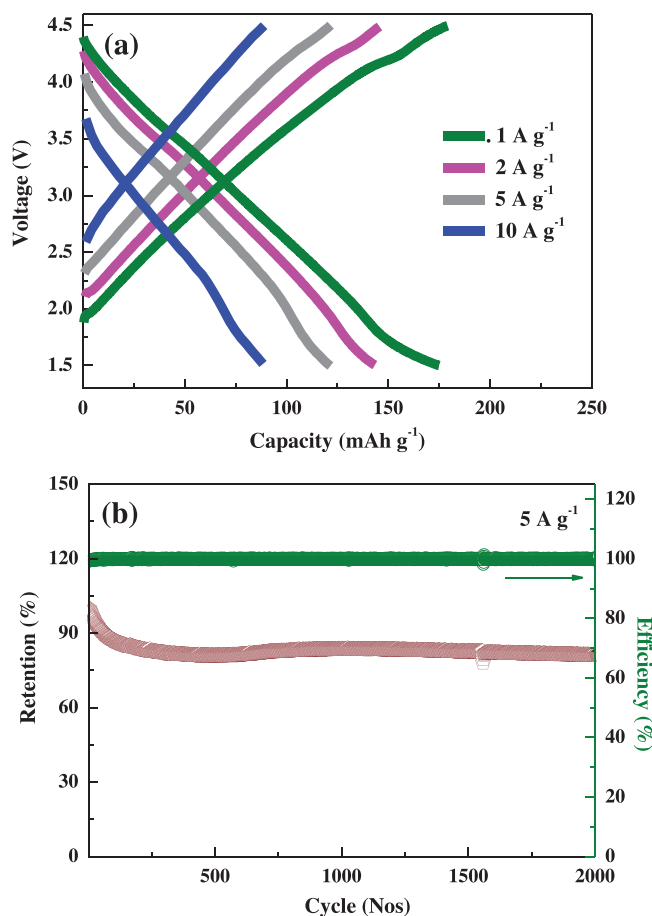 (a)
4.5
4.0
3.5
3.0
2.5
2.0
1.5
Voltage (V)
. 1 A g⁻¹
2 A g⁻¹
5 A g⁻¹
10 A g⁻¹
0 50 100 150 200 250
Capacity (mAh g⁻¹)
(b)
5 A g⁻¹
150
120
90
60
30
0
Retention (%)
120
100
80
60
40
20
0
Efficiency (%)
500 1000 1500 2000
Cycle (Nos)